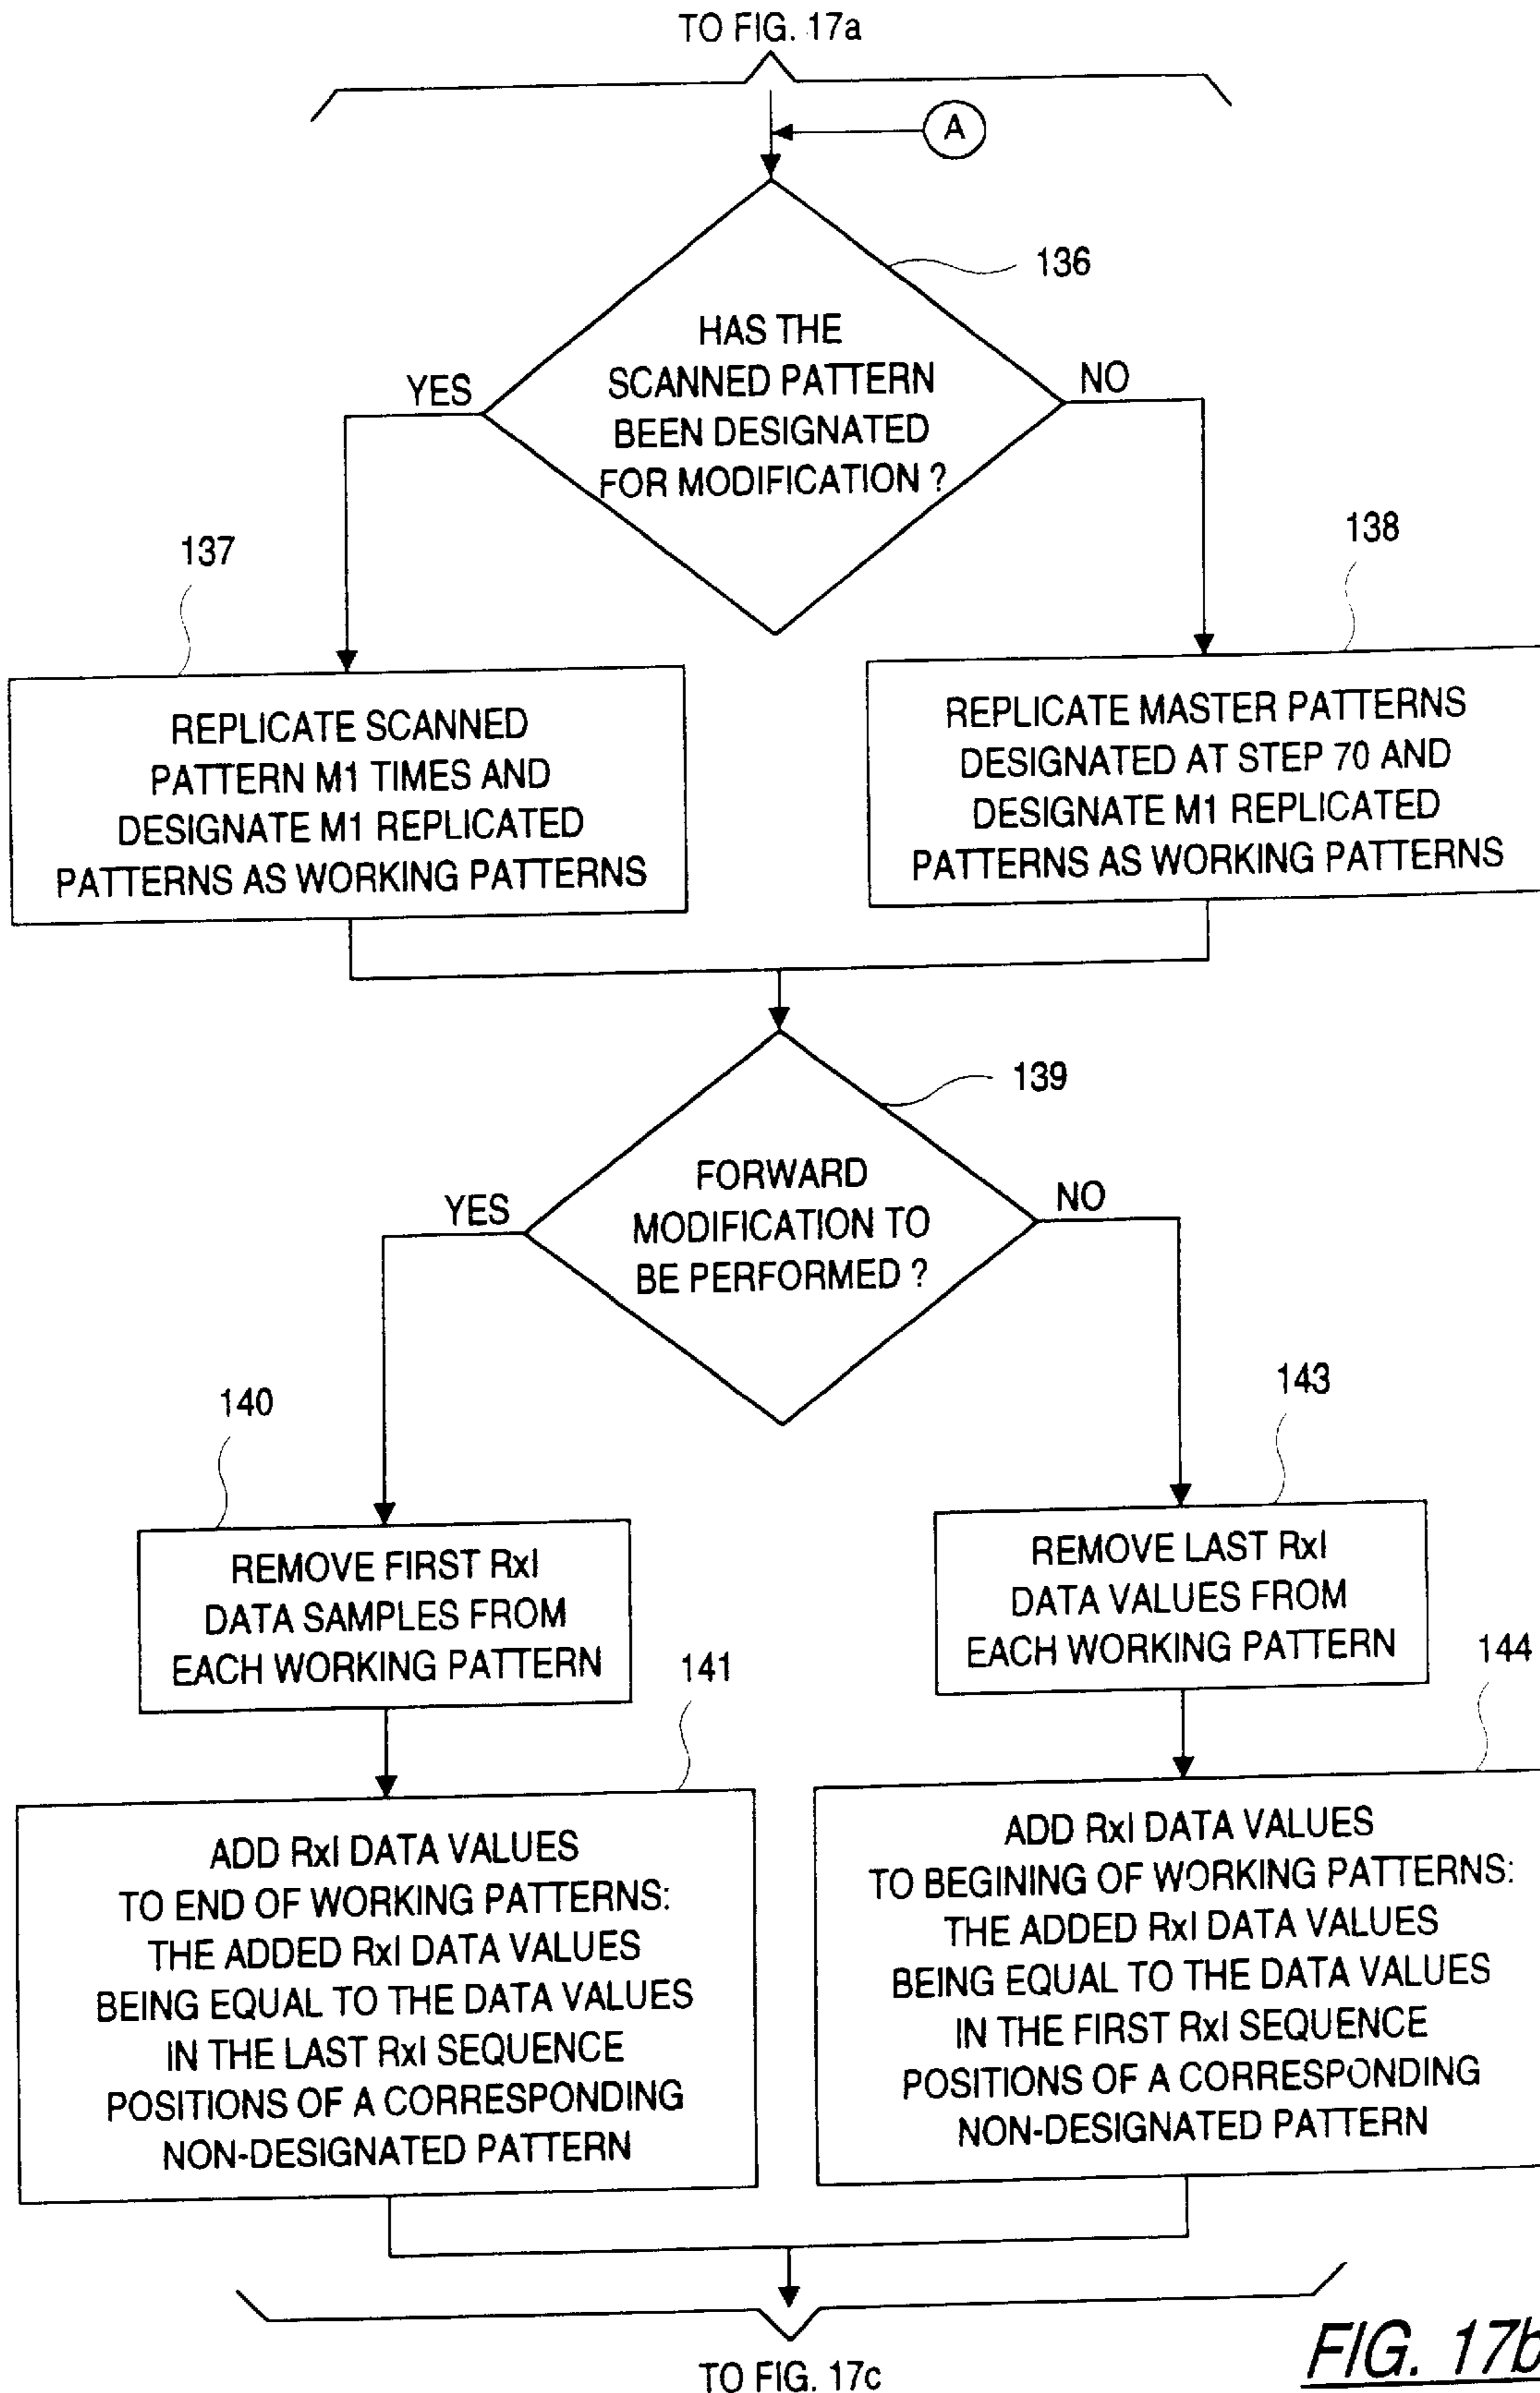 TO FIG. 17a
A
136
HAS THE
SCANNED PATTERN
BEEN DESIGNATED
FOR MODIFICATION ?
YES
NO
137
138
REPLICATE SCANNED
PATTERN M1 TIMES AND
DESIGNATE M1 REPLICATED
PATTERNS AS WORKING PATTERNS
REPLICATE MASTER PATTERNS
DESIGNATED AT STEP 70 AND
DESIGNATE M1 REPLICATED
PATTERNS AS WORKING PATTERNS
139
FORWARD
MODIFICATION TO
BE PERFORMED ?
YES
NO
140
143
REMOVE FIRST RxI
DATA SAMPLES FROM
EACH WORKING PATTERN
REMOVE LAST RxI
DATA VALUES FROM
EACH WORKING PATTERN
141
144
ADD RxI DATA VALUES
TO END OF WORKING PATTERNS:
THE ADDED RxI DATA VALUES
BEING EQUAL TO THE DATA VALUES
IN THE LAST RxI SEQUENCE
POSITIONS OF A CORRESPONDING
NON-DESIGNATED PATTERN
ADD RxI DATA VALUES
TO BEGINING OF WORKING PATTERNS:
THE ADDED RxI DATA VALUES
BEING EQUAL TO THE DATA VALUES
IN THE FIRST RxI SEQUENCE
POSITIONS OF A CORRESPONDING
NON-DESIGNATED PATTERN
TO FIG. 17c
FIG. 17b